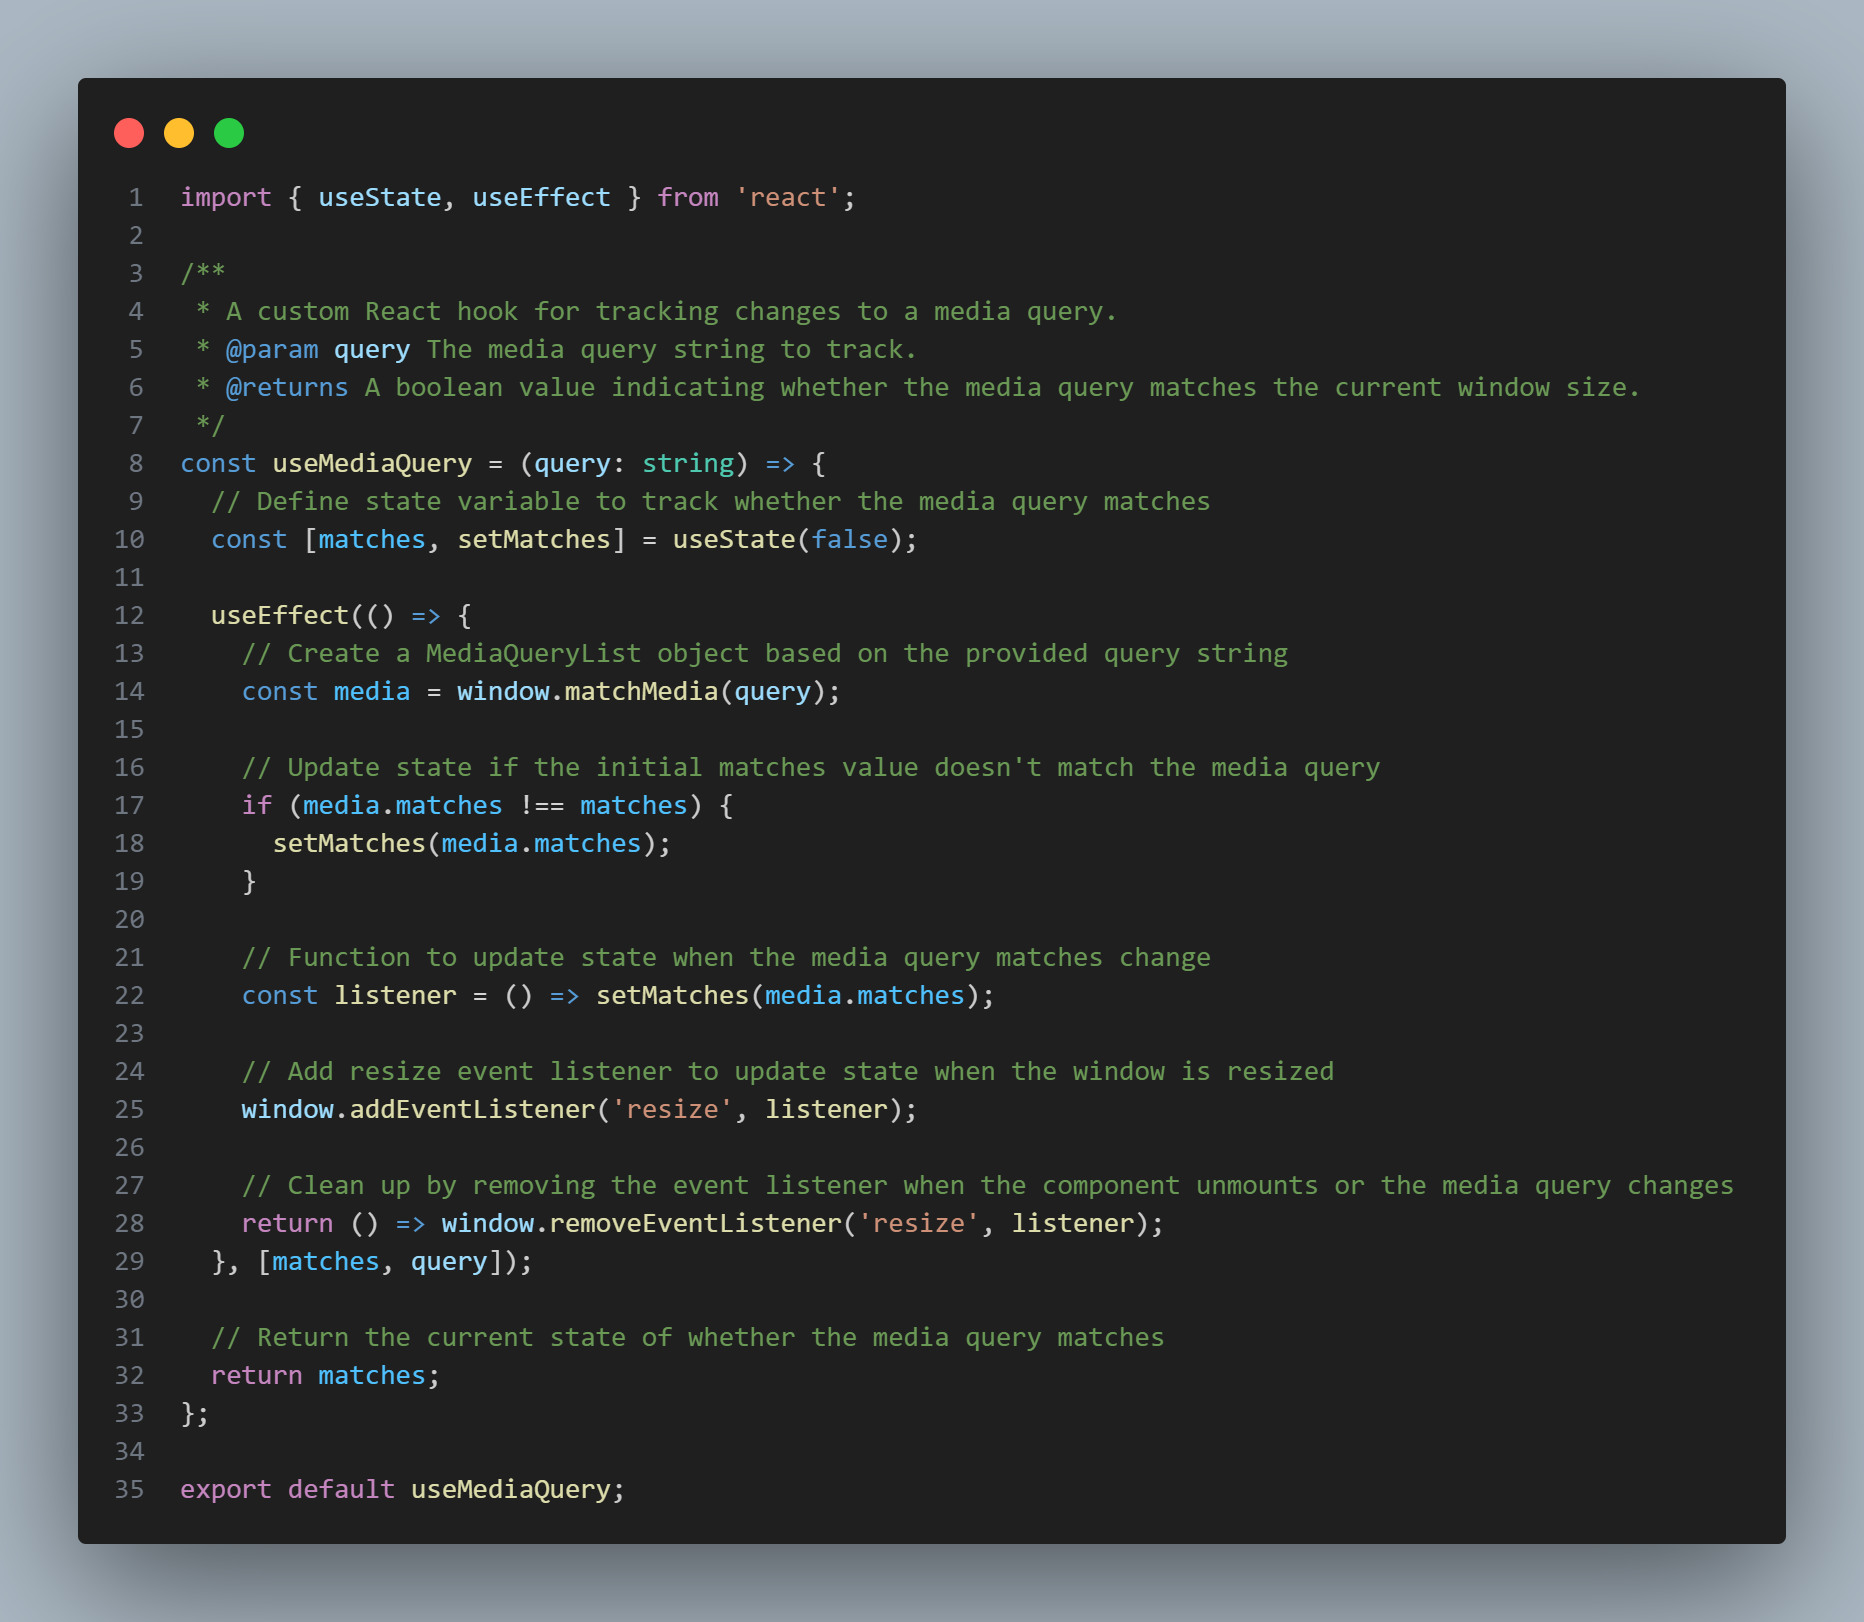 1 import { useState, useEffect } from 'react';
2
3 /**
4  * A custom React hook for tracking changes to a media query.
5  * @param query The media query string to track.
6  * @returns A boolean value indicating whether the media query matches the current window size.
7  */
8 const useMediaQuery = (query: string) => {
9   // Define state variable to track whether the media query matches
10   const [matches, setMatches] = useState(false);
11
12   useEffect(() => {
13     // Create a MediaQueryList object based on the provided query string
14     const media = window.matchMedia(query);
15
16     // Update state if the initial matches value doesn't match the media query
17     if (media.matches !== matches) {
18       setMatches(media.matches);
19     }
20
21     // Function to update state when the media query matches change
22     const listener = () => setMatches(media.matches);
23
24     // Add resize event listener to update state when the window is resized
25     window.addEventListener('resize', listener);
26
27     // Clean up by removing the event listener when the component unmounts or the media query changes
28     return () => window.removeEventListener('resize', listener);
29   }, [matches, query]);
30
31   // Return the current state of whether the media query matches
32   return matches;
33 };
34
35 export default useMediaQuery;